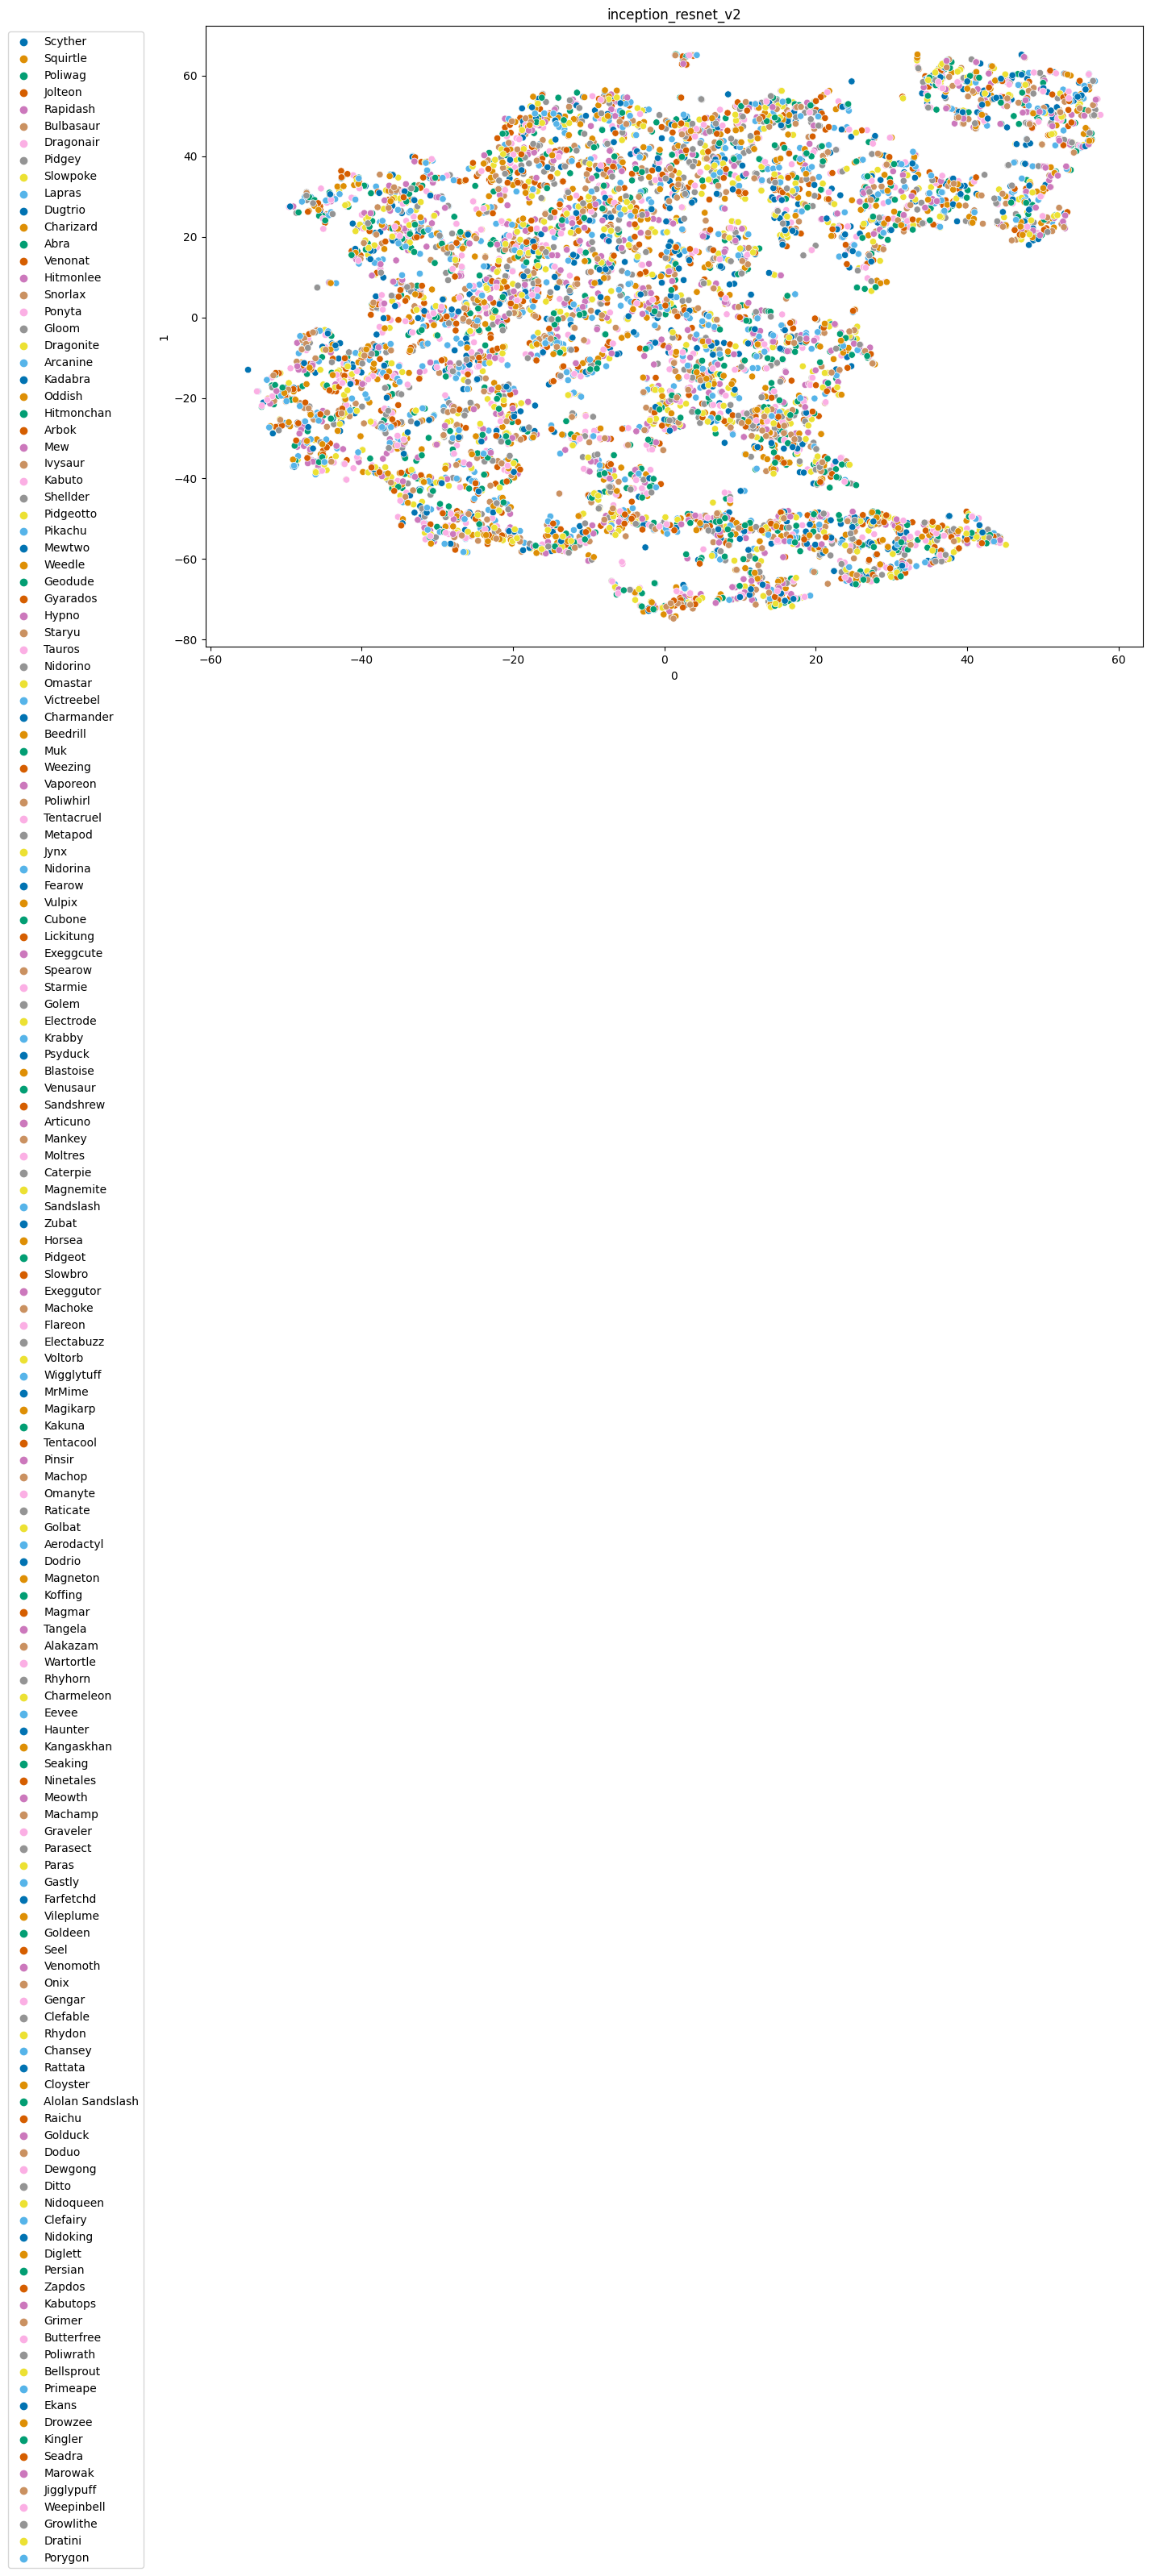 inception_resnet_v2
Scyther
Squirtle
Poliwag
Jolteon
Rapidash
Bulbasaur
Dragonair
Pidgey
Slowpoke
Lapras
Dugtrio
Charizard
Abra
Venonat
Hitmonlee
Snorlax
Ponyta
Gloom
Dragonite
Arcanine
Kadabra
Oddish
Hitmonchan
Arbok
Mew
Ivysaur
Kabuto
Shellder
Pidgeotto
Pikachu
Mewtwo
Weedle
Geodude
Gyarados
Hypno
Staryu
Tauros
Nidorino
Omastar
Victreebel
Charmander
Beedrill
Muk
Weezing
Vaporeon
Poliwhirl
Tentacruel
Metapod
Jynx
Nidorina
Fearow
Vulpix
Cubone
Lickitung
Exeggcute
Spearow
Starmie
Golem
Electrode
Krabby
Psyduck
Blastoise
Venusaur
Sandshrew
Articuno
Mankey
Moltres
Caterpie
Magnemite
Sandslash
Zubat
Horsea
Pidgeot
Slowbro
Exeggutor
Machoke
Flareon
Electabuzz
Voltorb
Wigglytuff
MrMime
Magikarp
Kakuna
Tentacool
Pinsir
Machop
Omanyte
Raticate
Golbat
Aerodactyl
Dodrio
Magneton
Koffing
Magmar
Tangela
Alakazam
Wartortle
Rhyhorn
Charmeleon
Eevee
Haunter
Kangaskhan
Seaking
Ninetales
Meowth
Machamp
Graveler
Parasect
Paras
Gastly
Farfetchd
Vileplume
Goldeen
Seel
Venomoth
Onix
Gengar
Clefable
Rhydon
Chansey
Rattata
Cloyster
Alolan Sandslash
Raichu
Golduck
Doduo
Dewgong
Ditto
Nidoqueen
Clefairy
Nidoking
Diglett
Persian
Zapdos
Kabutops
Grimer
Butterfree
Poliwrath
Bellsprout
Primeape
Ekans
Drowzee
Kingler
Seadra
Marowak
Jigglypuff
Weepinbell
Growlithe
Dratini
Porygon
1
60
40
20
0
−20
−40
−60
−80
−60 −40 −20 0 20 40 60
0